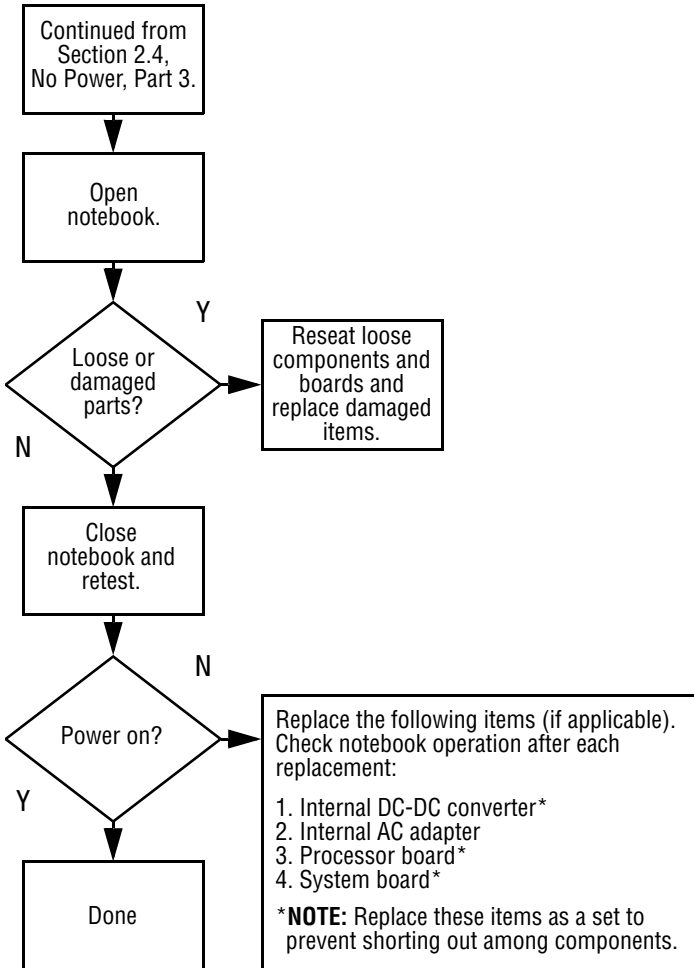 Continued from
Section 2.4,
No Power, Part 3.
Open
notebook.
Y
Loose or
damaged
parts?
Reseat loose
components and
boards and
replace damaged
items.
N
Close
notebook and
retest.
N
Power on?
Replace the following items (if applicable).
Check notebook operation after each
replacement:
1. Internal DC-DC converter*
2. Internal AC adapter
3. Processor board*
4. System board*
*NOTE: Replace these items as a set to
prevent shorting out among components.
Y
Done